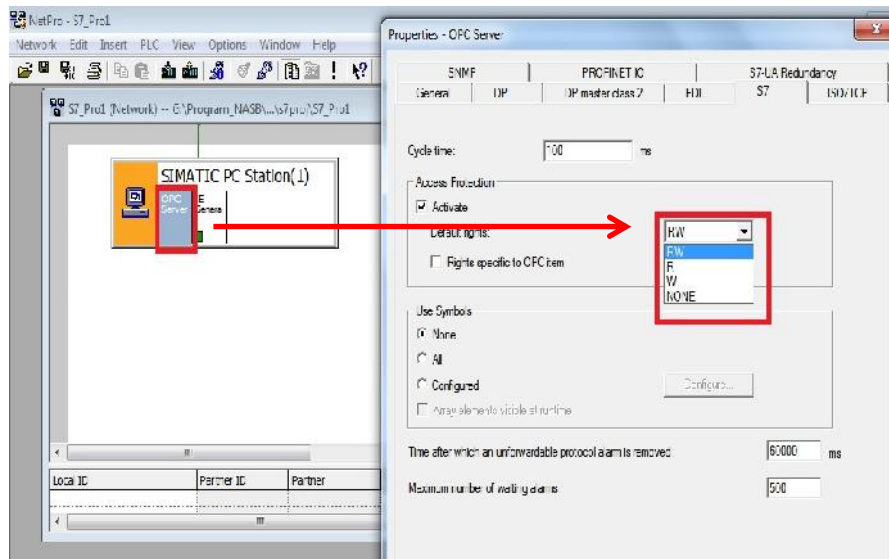 NetPro - S7_Pro1
Network Edit Insert PLC View Options Window Help
S7_Pro1 (Network) -- G:\Program_NASB\...\s7proj\S7_Pro1
SIMATIC PC Station(1)
OPC Server
IE General
Local ID Partner ID Partner
Properties - OPC Server
SNMP PROFINET IO S7-UA Redundancy
General DP DP master class 2 FDL S7 ISO/TCP
Cycle time: 100 ms
Access Protection
Activate
Default rights: RW
RW
R
W
NONE
Rights specific to OPC item
Use Symbols
None
All
Configured Configure...
Array elements visible at runtime
Time after which an unforwardable protocol alarm is removed 60000 ms
Maximum number of waiting alarms 500